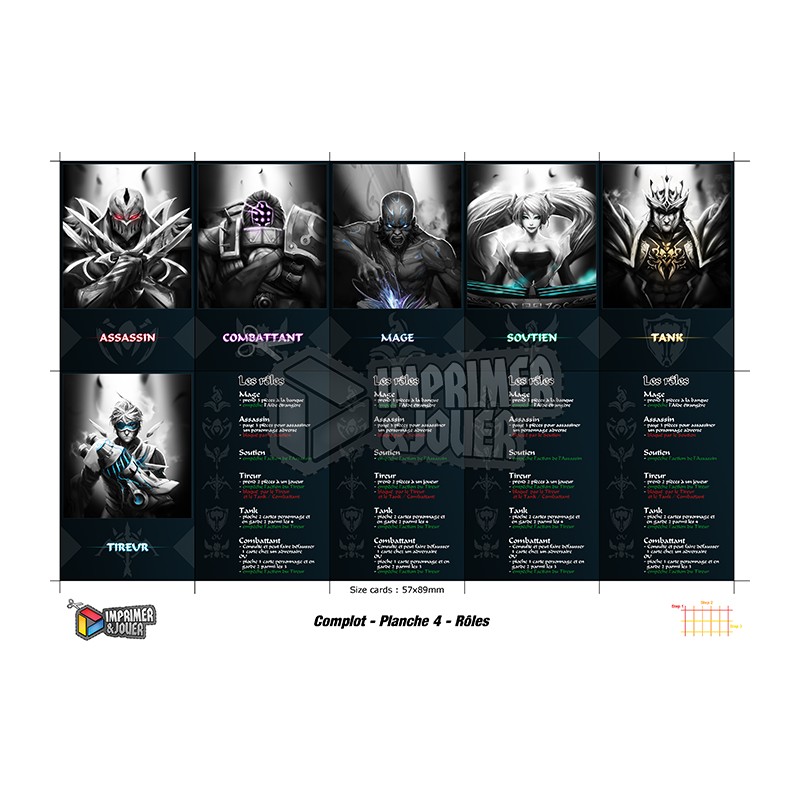 ASSASSIN
COMBATTANT
MAGE
SOUTIEN
TANK
IMPRIMER
& JOUER
TIREUR
Les rôles
Mage
- prend 3 pièces à la banque
- empêche l'Aide étrangère
Assassin
- paye 3 pièces pour assassiner
un personnage adverse
- bloqué par le Soutien
Soutien
- empêche l'action de l'Assassin
Tireur
- prend 2 pièces à un joueur
- empêche l'action du Tireur
- bloqué par le Tireur
et le Tank / Combattant
Tank
- pioche 2 cartes personnage et
en garde 2 parmi les 4
- empêche l'action du Tireur
Combattant
- Consulte et peut faire défausser
1 carte chez un adversaire
OU
- pioche 1 carte personnage et
en garde 2 parmi les 3
- empêche l'action du Tireur
Les rôles
Mage
- prend 3 pièces à la banque
- empêche l'Aide étrangère
Assassin
- paye 3 pièces pour assassiner
un personnage adverse
- bloqué par le Soutien
Soutien
- empêche l'action de l'Assassin
Tireur
- prend 2 pièces à un joueur
- empêche l'action du Tireur
- bloqué par le Tireur
et le Tank / Combattant
Tank
- pioche 2 cartes personnage et
en garde 2 parmi les 4
- empêche l'action du Tireur
Combattant
- Consulte et peut faire défausser
1 carte chez un adversaire
OU
- pioche 1 carte personnage et
en garde 2 parmi les 3
- empêche l'action du Tireur
Les rôles
Mage
- prend 3 pièces à la banque
- empêche l'Aide étrangère
Assassin
- paye 3 pièces pour assassiner
un personnage adverse
- bloqué par le Soutien
Soutien
- empêche l'action de l'Assassin
Tireur
- prend 2 pièces à un joueur
- empêche l'action du Tireur
- bloqué par le Tireur
et le Tank / Combattant
Tank
- pioche 2 cartes personnage et
en garde 2 parmi les 4
- empêche l'action du Tireur
Combattant
- Consulte et peut faire défausser
1 carte chez un adversaire
OU
- pioche 1 carte personnage et
en garde 2 parmi les 3
- empêche l'action du Tireur
Les rôles
Mage
- prend 3 pièces à la banque
- empêche l'Aide étrangère
Assassin
- paye 3 pièces pour assassiner
un personnage adverse
- bloqué par le Soutien
Soutien
- empêche l'action de l'Assassin
Tireur
- prend 2 pièces à un joueur
- empêche l'action du Tireur
- bloqué par le Tireur
et le Tank / Combattant
Tank
- pioche 2 cartes personnage et
en garde 2 parmi les 4
- empêche l'action du Tireur
Combattant
- Consulte et peut faire défausser
1 carte chez un adversaire
OU
- pioche 1 carte personnage et
en garde 2 parmi les 3
- empêche l'action du Tireur
Size cards : 57x89mm
IMPRIMER
& JOUER
Complot - Planche 4 - Rôles
Step 1
Step 2
Step 3